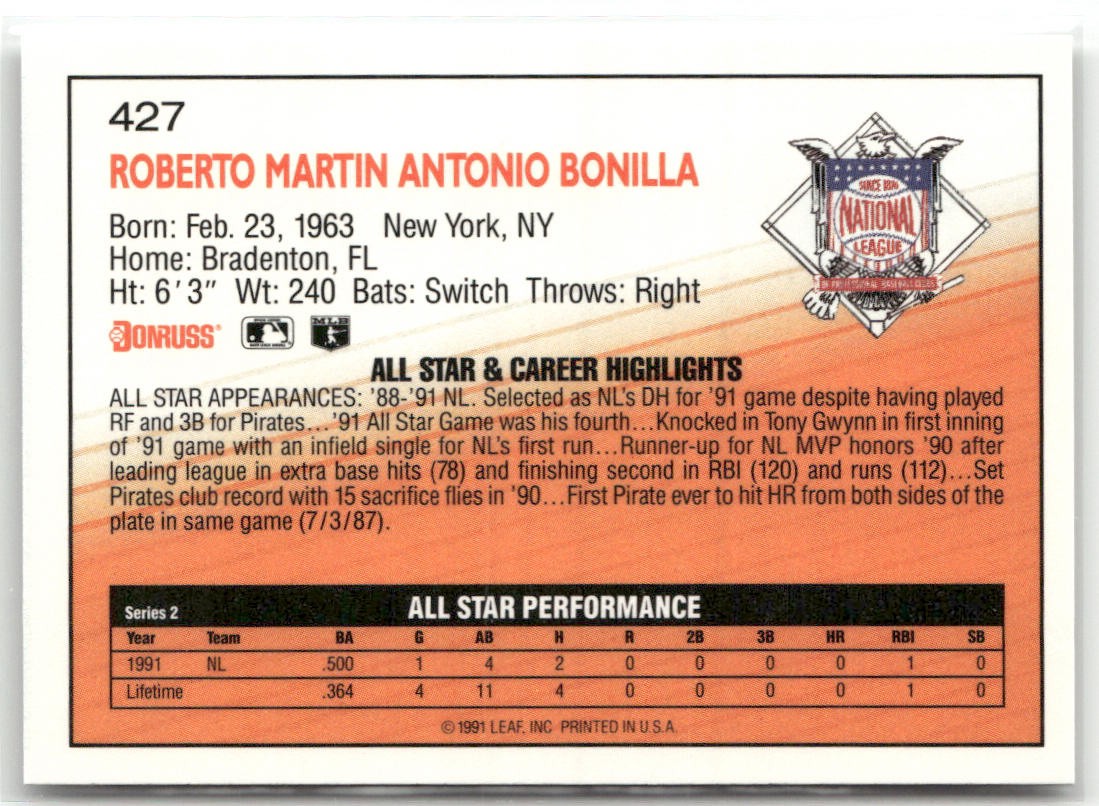 427
ROBERTO MARTIN ANTONIO BONILLA
Born: Feb. 23, 1963 New York, NY
Home: Bradenton, FL
Ht: 6'3" Wt: 240 Bats: Switch Throws: Right
SINCE 1876
NATIONAL
LEAGUE
OF PROFESSIONAL BASEBALL CLUBS
DONRUSS®
MLB
ALL STAR & CAREER HIGHLIGHTS
ALL STAR APPEARANCES: '88-'91 NL. Selected as NL's DH for '91 game despite having played
RF and 3B for Pirates... '91 All Star Game was his fourth...Knocked in Tony Gwynn in first inning
of '91 game with an infield single for NL's first run...Runner-up for NL MVP honors '90 after
leading league in extra base hits (78) and finishing second in RBI (120) and runs (112)...Set
Pirates club record with 15 sacrifice flies in '90...First Pirate ever to hit HR from both sides of the
plate in same game (7/3/87).
Series 2 ALL STAR PERFORMANCE
Year Team BA G AB H R 2B 3B HR RBI SB
1991 NL .500 1 4 2 0 0 0 0 1 0
Lifetime .364 4 11 4 0 0 0 0 1 0
© 1991 LEAF, INC PRINTED IN U.S.A.